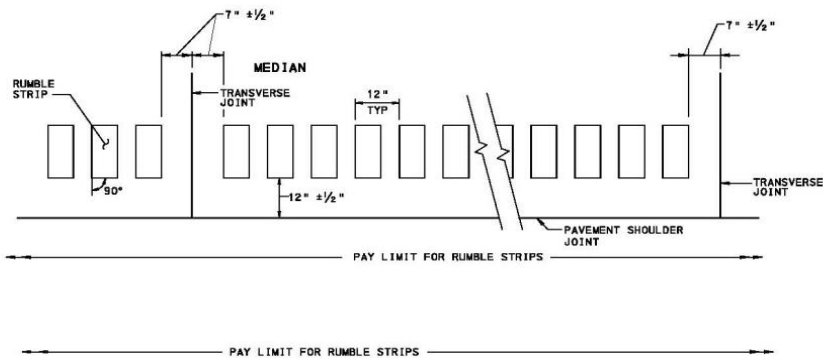 7" ±½"
7" ±½"
MEDIAN
RUMBLE
STRIP
TRANSVERSE
JOINT
12"
TYP
90°
12" ±½"
TRANSVERSE
JOINT
PAVEMENT SHOULDER
JOINT
PAY LIMIT FOR RUMBLE STRIPS
PAY LIMIT FOR RUMBLE STRIPS